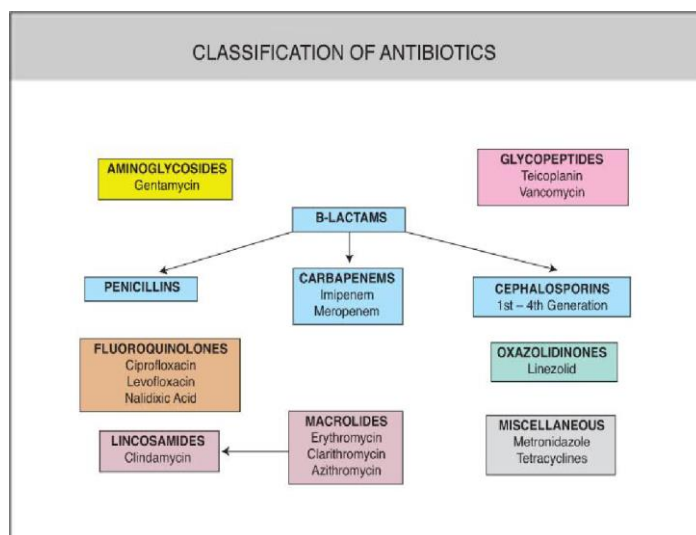 CLASSIFICATION OF ANTIBIOTICS
AMINOGLYCOSIDES
Gentamycin
GLYCOPEPTIDES
Teicoplanin
Vancomycin
B-LACTAMS
PENICILLINS
CARBAPENEMS
Imipenem
Meropenem
CEPHALOSPORINS
1st – 4th Generation
FLUOROQUINOLONES
Ciprofloxacin
Levofloxacin
Nalidixic Acid
OXAZOLIDINONES
Linezolid
LINCOSAMIDES
Clindamycin
MACROLIDES
Erythromycin
Clarithromycin
Azithromycin
MISCELLANEOUS
Metronidazole
Tetracyclines